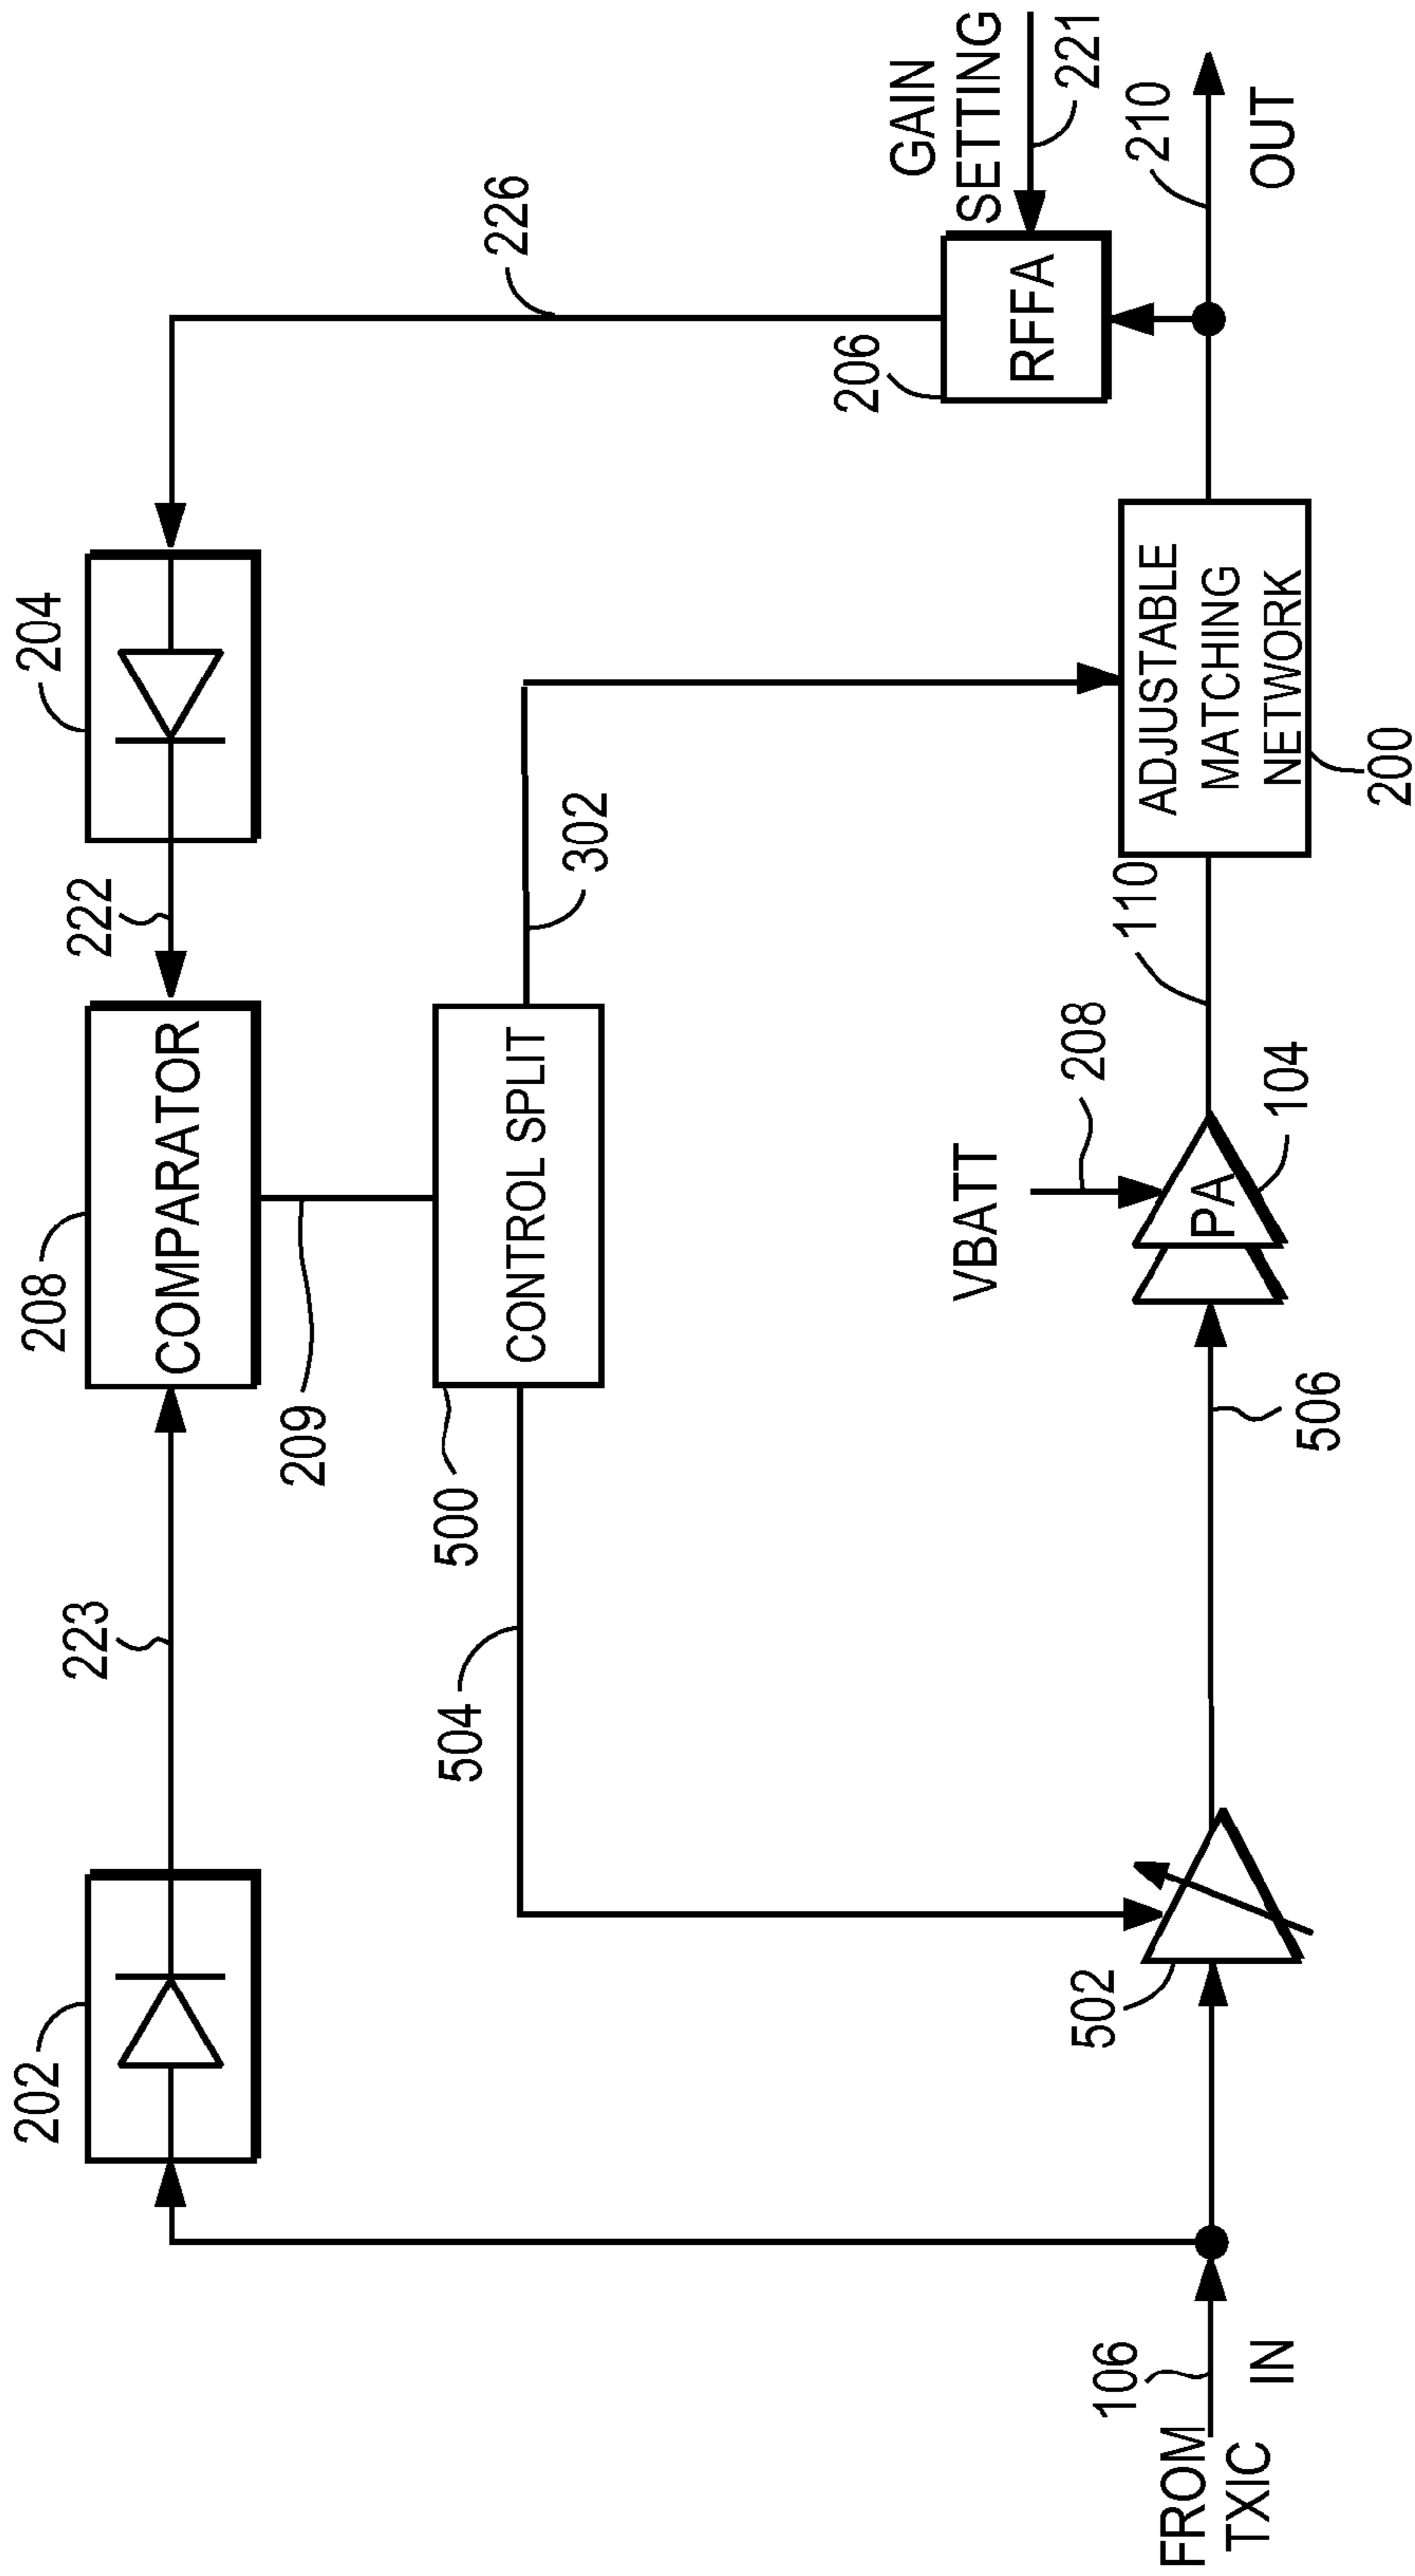 202
223
208
COMPARATOR
222
204
209
226
500
CONTROL SPLIT
504
302
206
RFFA
GAIN
SETTING
221
VBATT
208
502
506
PA
104
110
ADJUSTABLE
MATCHING
NETWORK
200
210
OUT
106
FROM
TXIC
IN